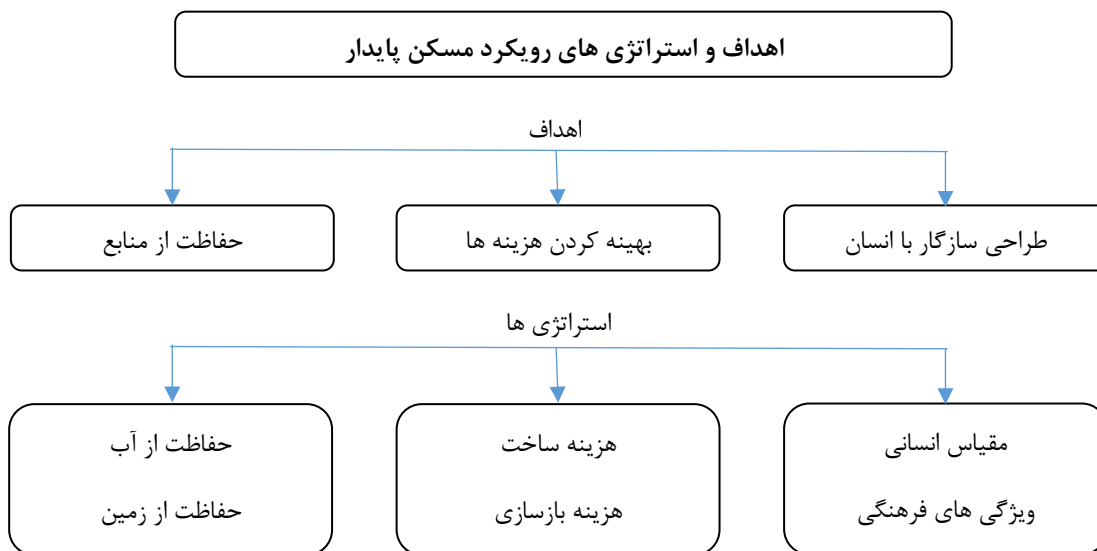 اهداف و استراتژی های رویکرد مسکن پایدار
اهداف
طراحی سازگار با انسان
بهینه کردن هزینه ها
حفاظت از منابع
استراتژی ها
مقیاس انسانی
ویژگی های فرهنگی
هزینه ساخت
هزینه بازسازی
حفاظت از آب
حفاظت از زمین